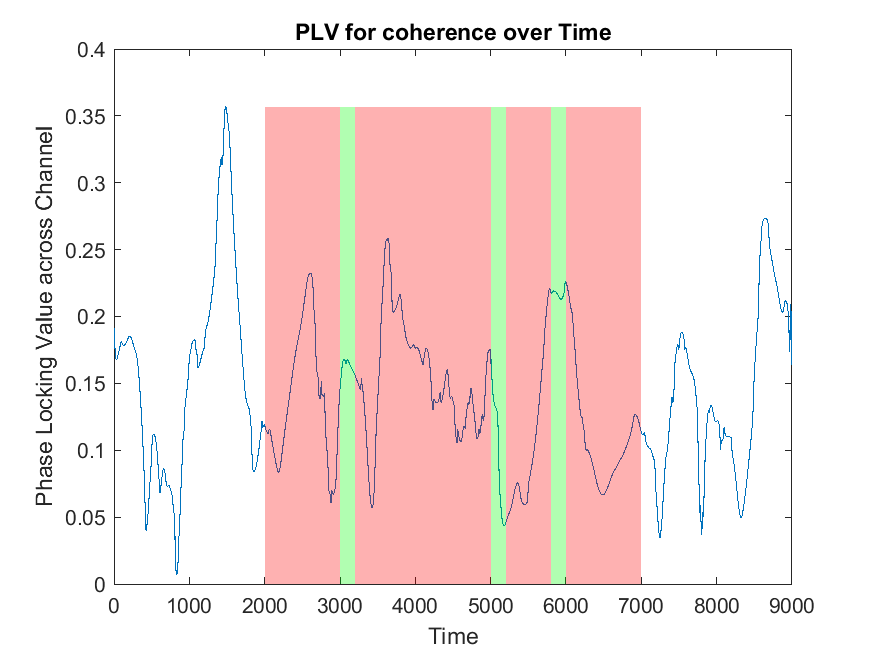 PLV for coherence over Time
Phase Locking Value across Channel
0.4
0.35
0.3
0.25
0.2
0.15
0.1
0.05
0
0 1000 2000 3000 4000 5000 6000 7000 8000 9000
Time